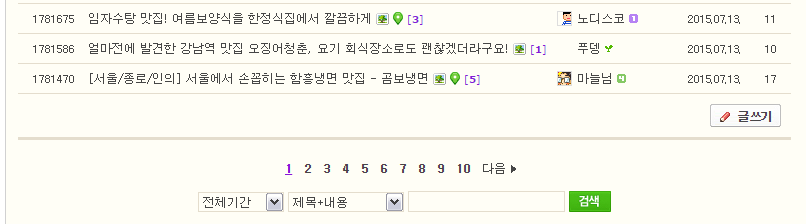 1781675 임자수탕 맛집! 여름보양식을 한정식집에서 깔끔하게 [3] 노디스코 1 2015.07.13. 11
1781586 얼마전에 발견한 강남역 맛집 오징어청춘, 요기 회식장소로도 괜찮겠더라구요! [1] 푸뎅 2015.07.13. 10
1781470 [서울/종로/인의] 서울에서 손꼽히는 함흥냉면 맛집 - 곰보냉면 [5] 마늘님 2015.07.13. 17
글쓰기
1 2 3 4 5 6 7 8 9 10 다음
전체기간 제목+내용 검색